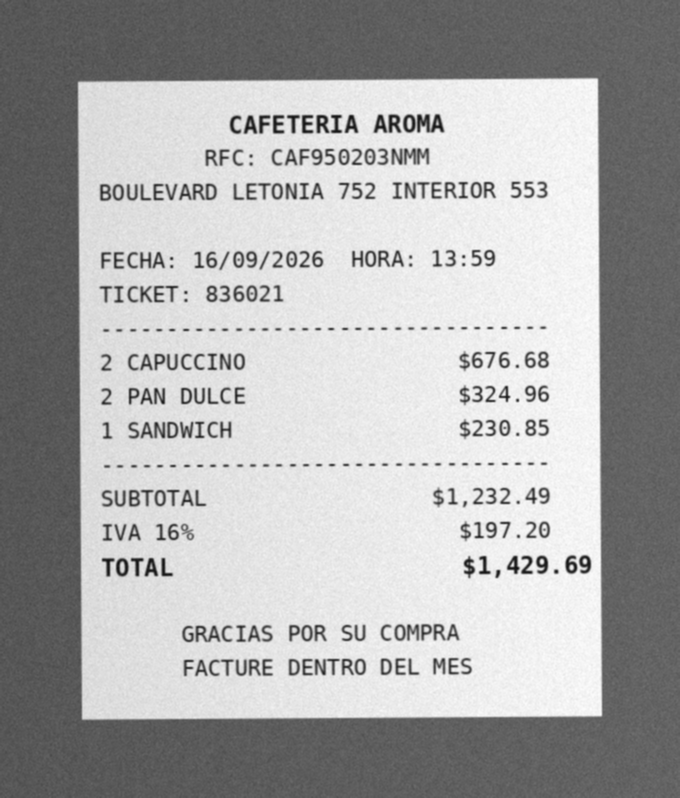 CAFETERIA AROMA
RFC: CAF950203NMM
BOULEVARD LETONIA 752 INTERIOR 553
FECHA: 16/09/2026 HORA: 13:59
TICKET: 836021
----------------------------------
2 CAPUCCINO $676.68
2 PAN DULCE $324.96
1 SANDWICH $230.85
----------------------------------
SUBTOTAL $1,232.49
IVA 16% $197.20
TOTAL $1,429.69
GRACIAS POR SU COMPRA
FACTURE DENTRO DEL MES